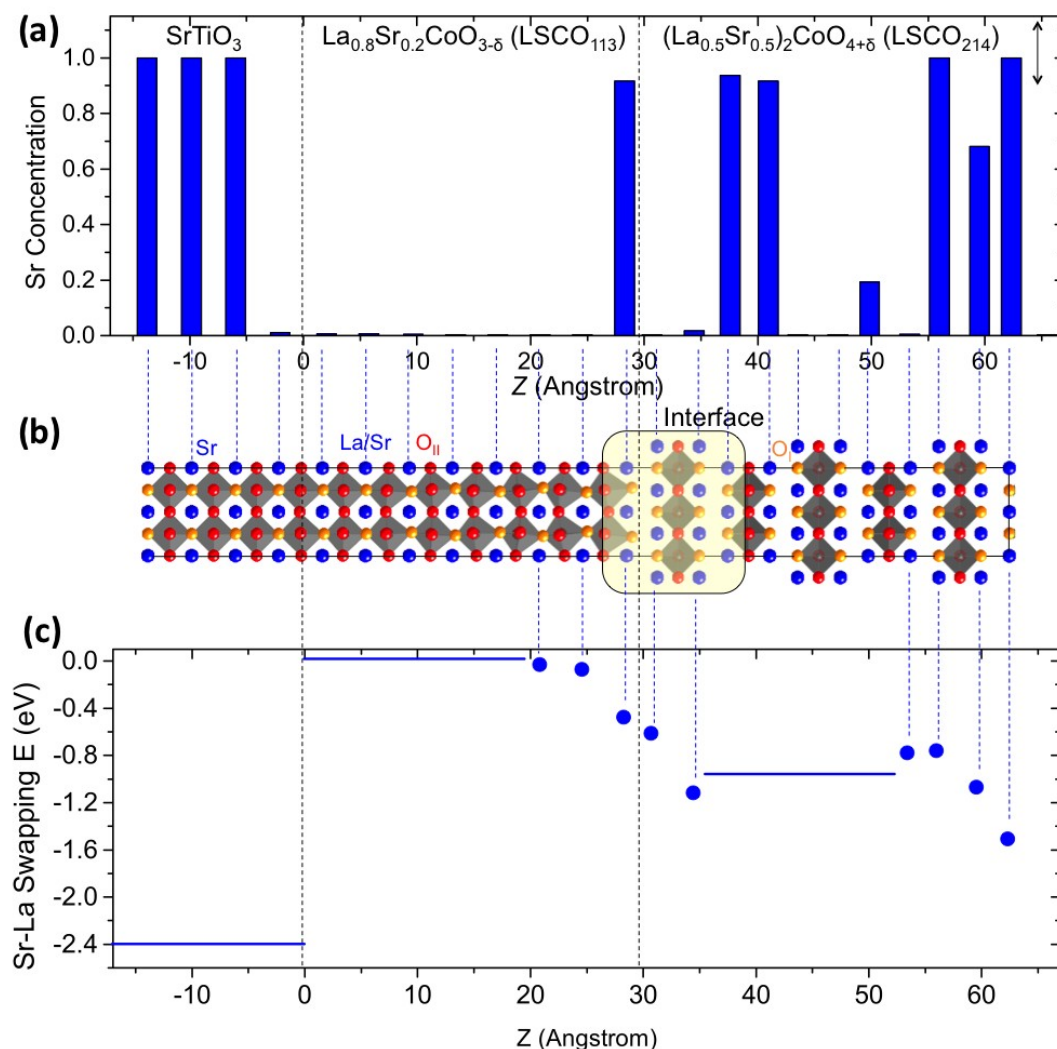 (a)
SrTiO₃ La₀.₈Sr₀.₂CoO₃₋δ (LSCO₁₁₃) (La₀.₅Sr₀.₅)₂CoO₄₊δ (LSCO₂₁₄)
Sr Concentration
1.0
0.8
0.6
0.4
0.2
0.0
-10 0 10 20 30 40 50 60
Z (Angstrom)
(b)
Interface
Sr La/Sr O_II O_I
(c)
Sr-La Swapping E (eV)
0.0
-0.4
-0.8
-1.2
-1.6
-2.0
-2.4
-10 0 10 20 30 40 50 60
Z (Angstrom)